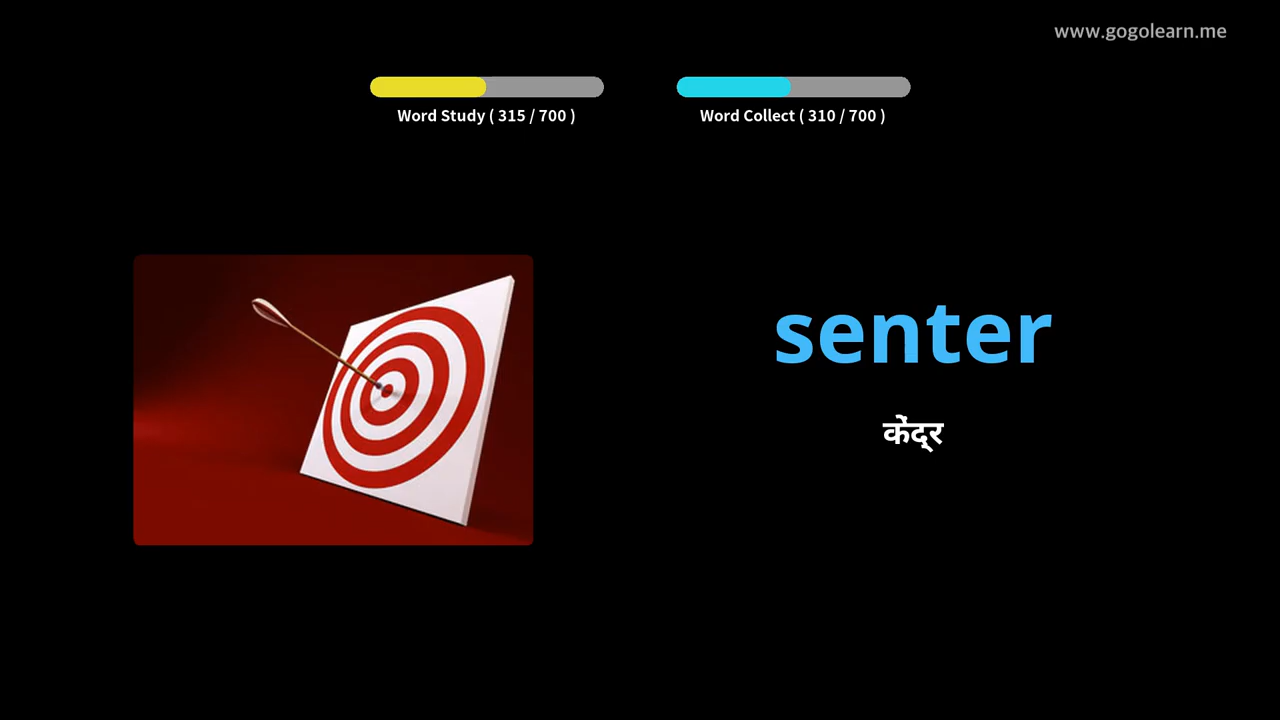 www.gogolearn.me
Word Study ( 315 / 700 )
Word Collect ( 310 / 700 )
senter
केंद्र